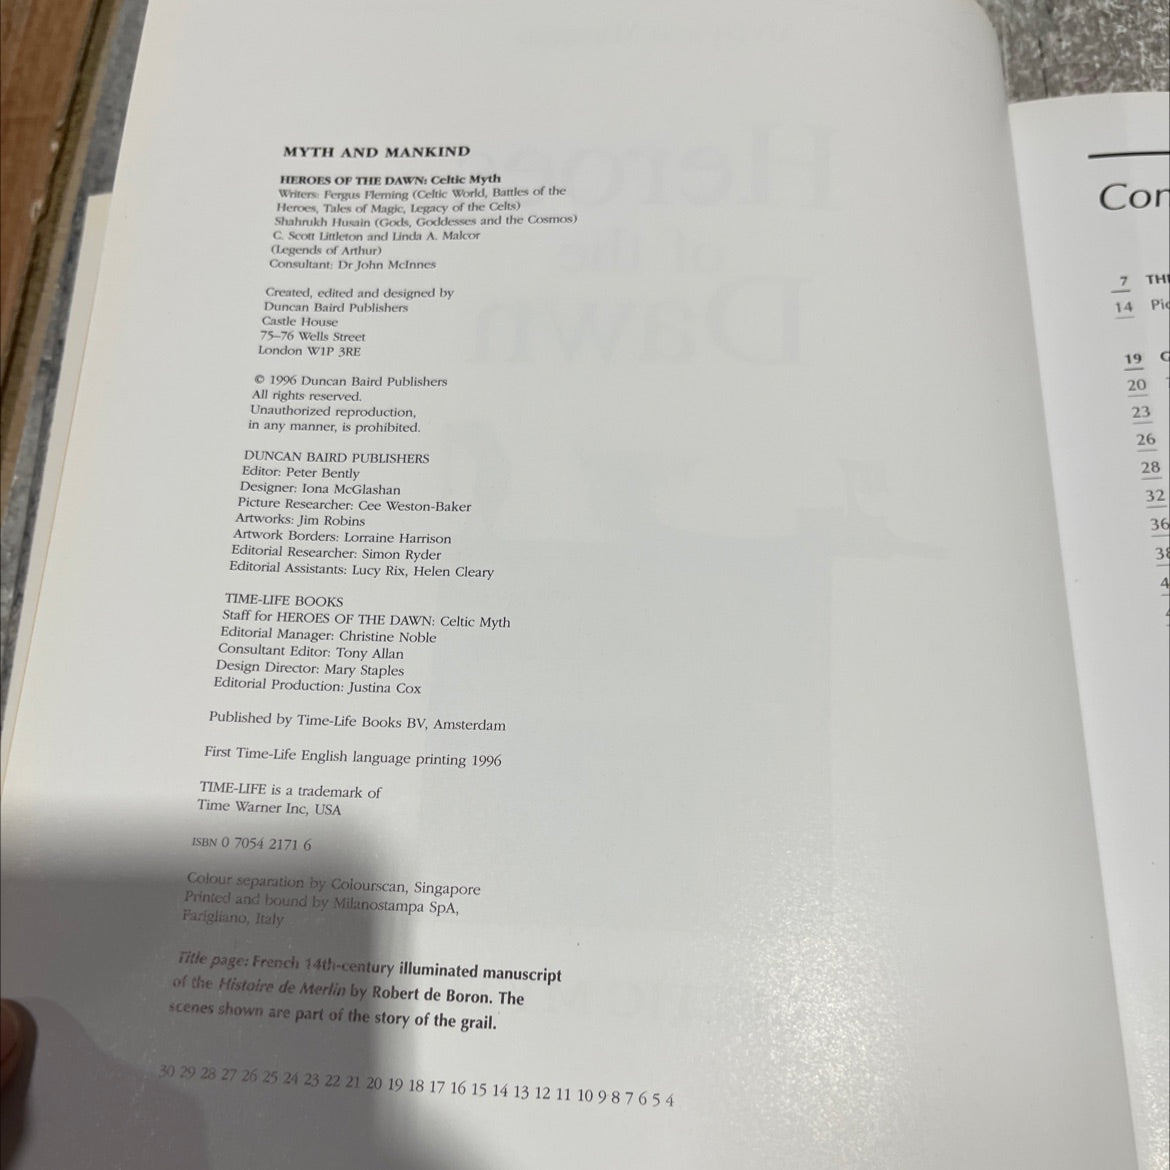 MYTH AND MANKIND
HEROES OF THE DAWN: Celtic Myth
Writers: Fergus Fleming (Celtic World, Battles of the
Heroes, Tales of Magic, Legacy of the Celts)
Shahrukh Husain (Gods, Goddesses and the Cosmos)
C. Scott Littleton and Linda A. Malcor
(Legends of Arthur)
Consultant: Dr John McInnes
Created, edited and designed by
Duncan Baird Publishers
Castle House
75–76 Wells Street
London W1P 3RE
© 1996 Duncan Baird Publishers
All rights reserved.
Unauthorized reproduction,
in any manner, is prohibited.
DUNCAN BAIRD PUBLISHERS
Editor: Peter Bently
Designer: Iona McGlashan
Picture Researcher: Cee Weston-Baker
Artworks: Jim Robins
Artwork Borders: Lorraine Harrison
Editorial Researcher: Simon Ryder
Editorial Assistants: Lucy Rix, Helen Cleary
TIME-LIFE BOOKS
Staff for HEROES OF THE DAWN: Celtic Myth
Editorial Manager: Christine Noble
Consultant Editor: Tony Allan
Design Director: Mary Staples
Editorial Production: Justina Cox
Published by Time-Life Books BV, Amsterdam
First Time-Life English language printing 1996
TIME-LIFE is a trademark of
Time Warner Inc, USA
ISBN 0 7054 2171 6
Colour separation by Colourscan, Singapore
Printed and bound by Milanostampa SpA,
Farigliano, Italy
Title page: French 14th-century illuminated manuscript
of the Histoire de Merlin by Robert de Boron. The
scenes shown are part of the story of the grail.
30 29 28 27 26 25 24 23 22 21 20 19 18 17 16 15 14 13 12 11 10 9 8 7 6 5 4
Con
7 TH
14 Pi
19
20
23
26
28
32
36